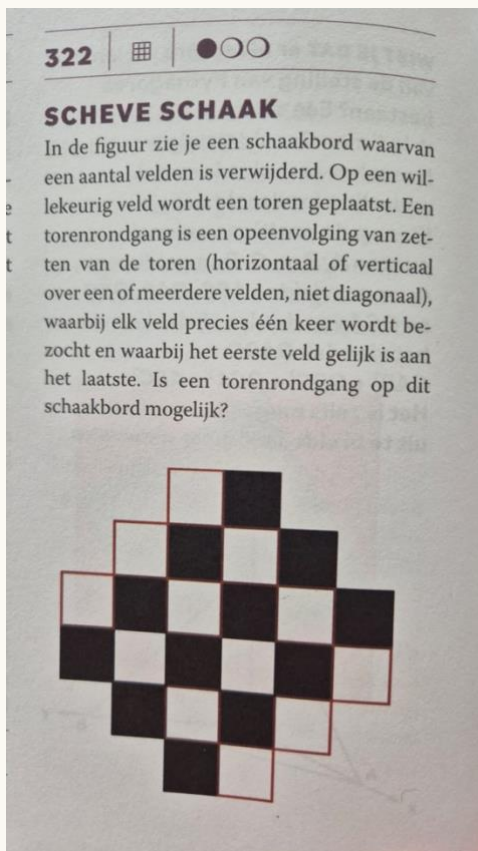 322
SCHEVE SCHAAK
In de figuur zie je een schaakbord waarvan
een aantal velden is verwijderd. Op een wil-
lekeurig veld wordt een toren geplaatst. Een
torenrondgang is een opeenvolging van zet-
ten van de toren (horizontaal of verticaal
over een of meerdere velden, niet diagonaal),
waarbij elk veld precies één keer wordt be-
zocht en waarbij het eerste veld gelijk is aan
het laatste. Is een torenrondgang op dit
schaakbord mogelijk?